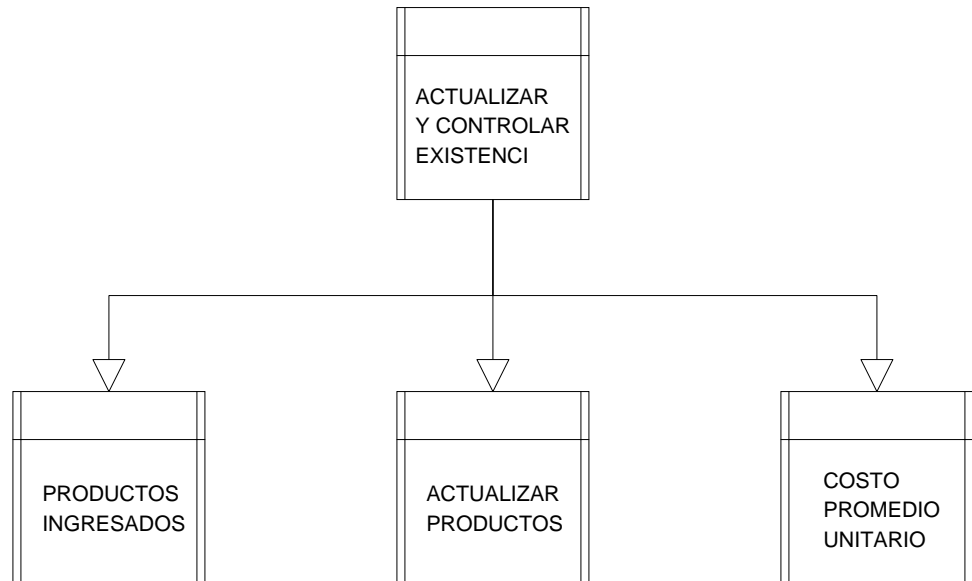 ACTUALIZAR
Y CONTROLAR
EXISTENCI
PRODUCTOS
INGRESADOS
ACTUALIZAR
PRODUCTOS
COSTO
PROMEDIO
UNITARIO